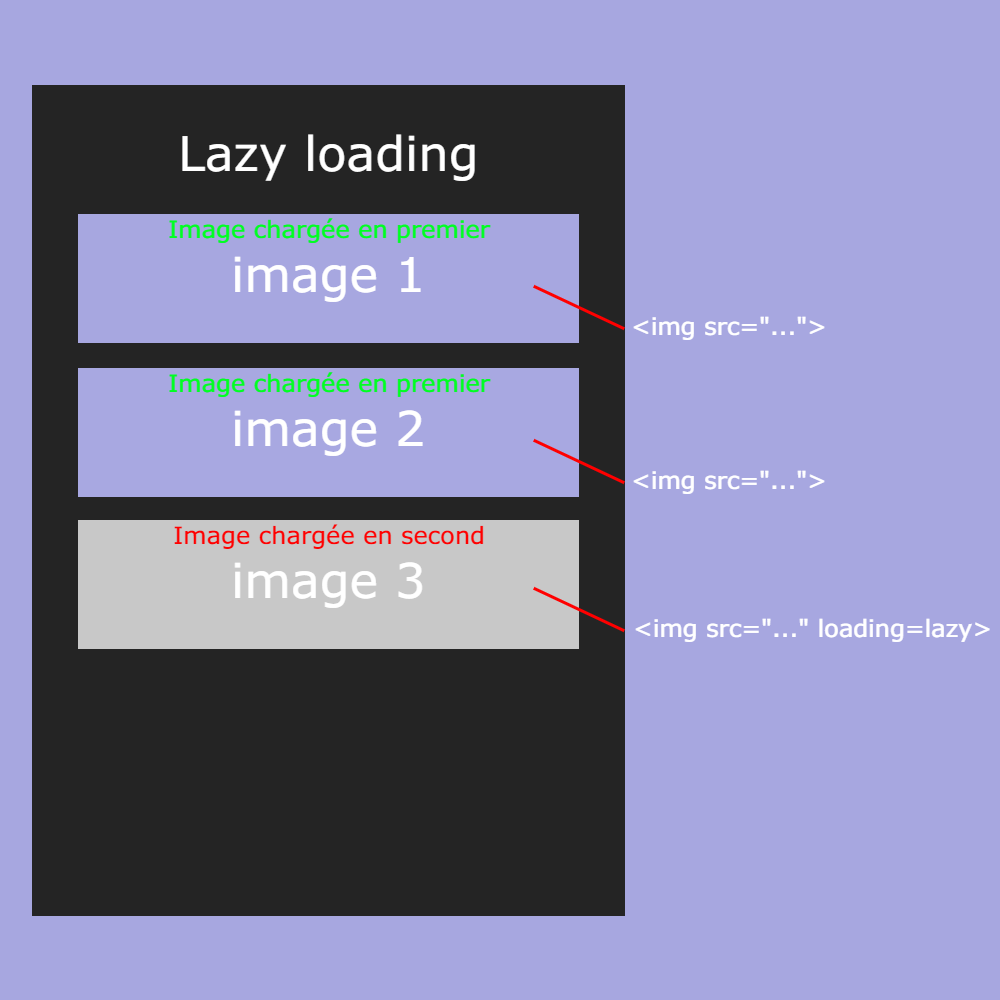 Lazy loading
Image chargée en premier
image 1
<img src="...">
Image chargée en premier
image 2
<img src="...">
Image chargée en second
image 3
<img src="..." loading=lazy>